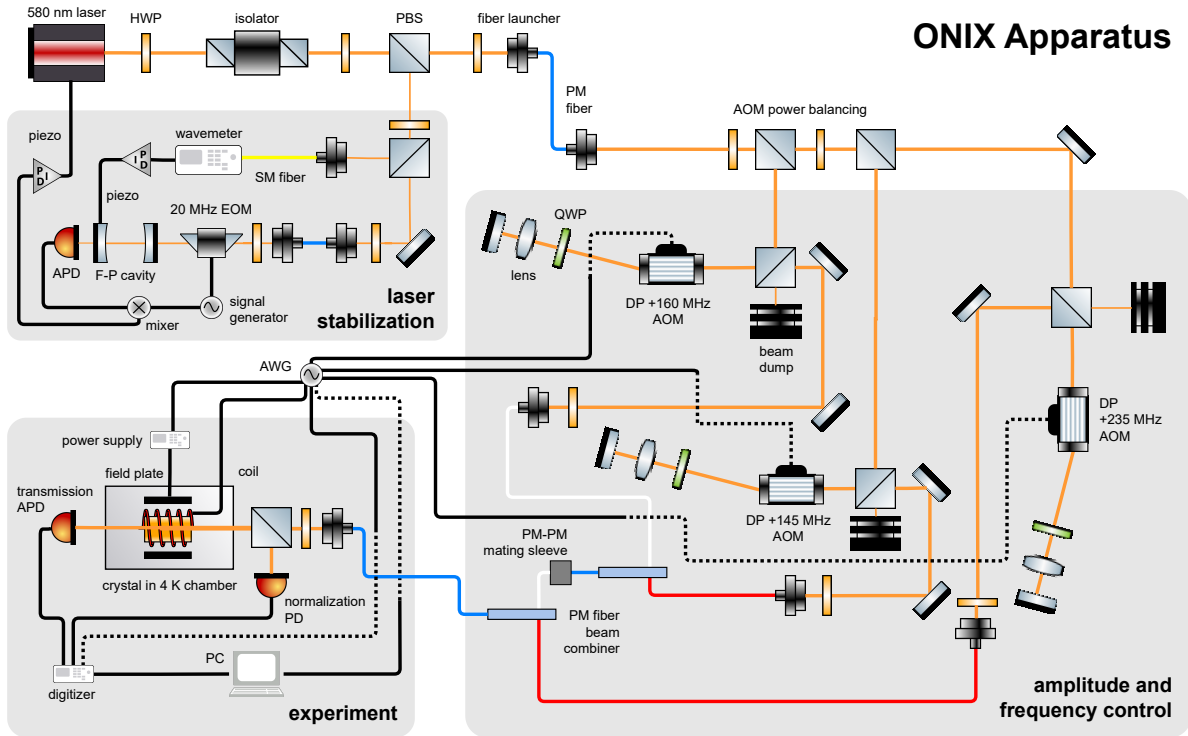 580 nm laser
HWP
isolator
PBS
fiber launcher
ONIX Apparatus
PM
fiber
AOM power balancing
piezo
wavemeter
P
I
D
P
I
D
SM fiber
piezo
20 MHz EOM
APD
F-P cavity
mixer
signal
generator
laser
stabilization
QWP
lens
DP +160 MHz
AOM
beam
dump
AWG
DP
+235 MHz
AOM
power supply
field plate
coil
transmission
APD
crystal in 4 K chamber
normalization
PD
PC
digitizer
experiment
DP +145 MHz
AOM
PM-PM
mating sleeve
PM fiber
beam
combiner
amplitude and
frequency control